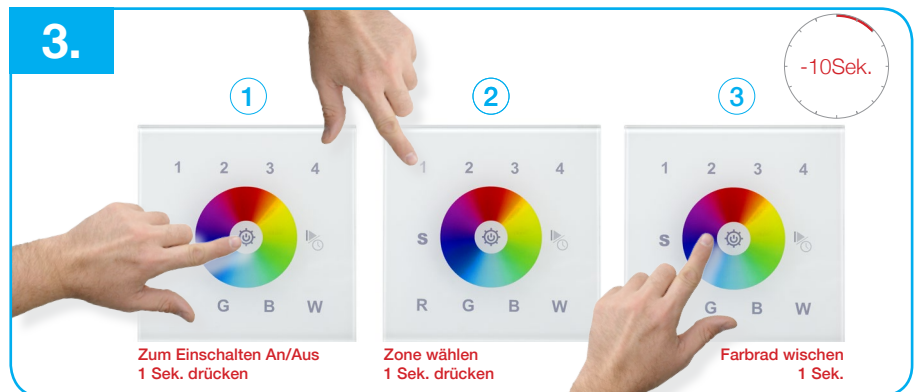 3.
-10Sek.
1 2 3
1 2 3 4
G B W
1 2 3 4
S
R G B W
1 2 3 4
S
G B W
Zum Einschalten An/Aus
1 Sek. drücken
Zone wählen
1 Sek. drücken
Farbrad wischen
1 Sek.